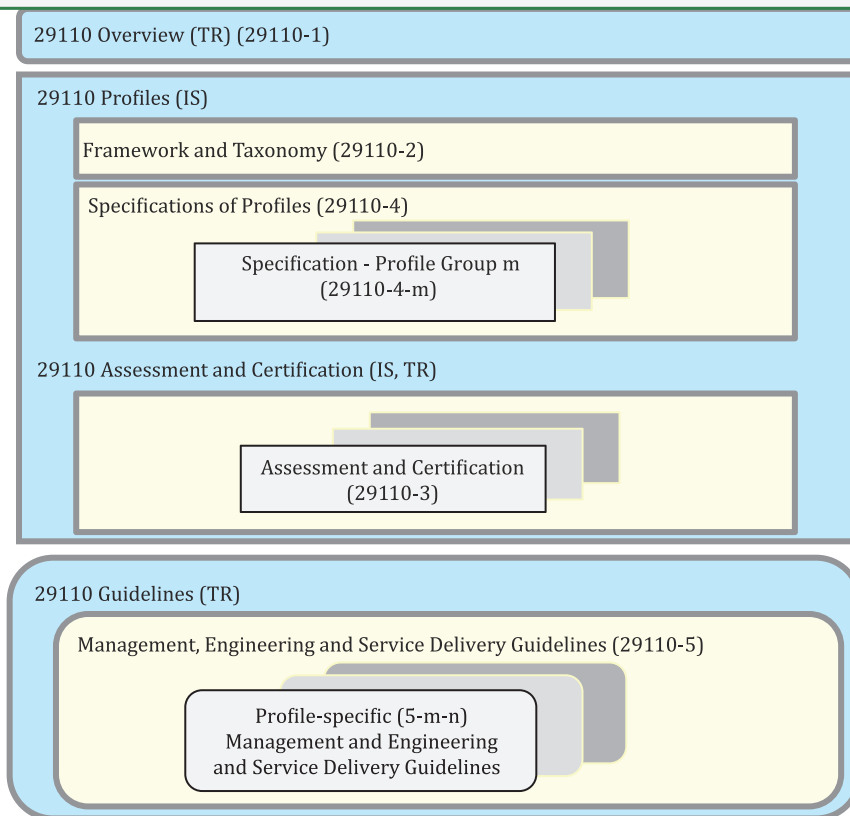 29110 Overview (TR) (29110-1)
29110 Profiles (IS)
Framework and Taxonomy (29110-2)
Specifications of Profiles (29110-4)
Specification - Profile Group m
(29110-4-m)
29110 Assessment and Certification (IS, TR)
Assessment and Certification
(29110-3)
29110 Guidelines (TR)
Management, Engineering and Service Delivery Guidelines (29110-5)
Profile-specific (5-m-n)
Management and Engineering
and Service Delivery Guidelines